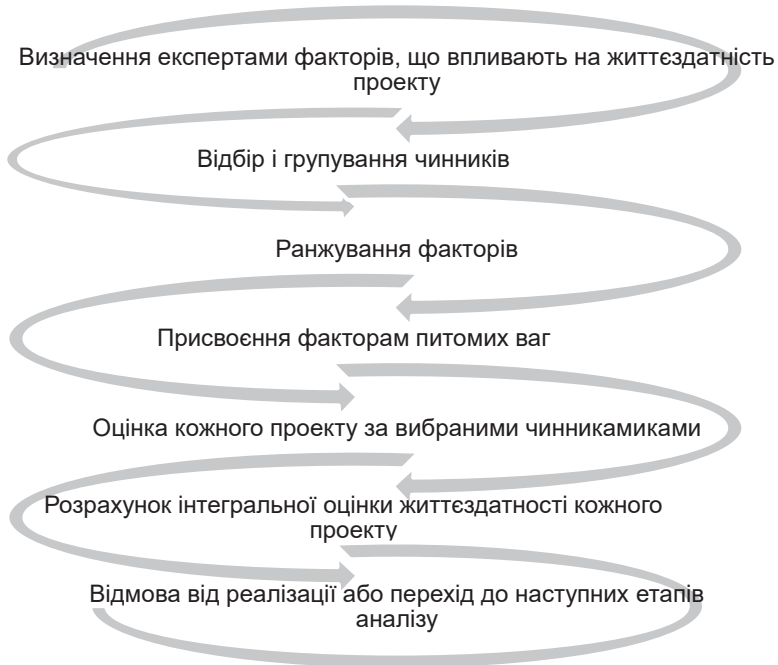 Визначення експертами факторів, що впливають на життєздатність
проекту
Відбір і групування чинників
Ранжування факторів
Присвоєння факторам питомих ваг
Оцінка кожного проекту за вибраними чинникамиками
Розрахунок інтегральної оцінки життєздатності кожного
проекту
Відмова від реалізації або перехід до наступних етапів
аналізу